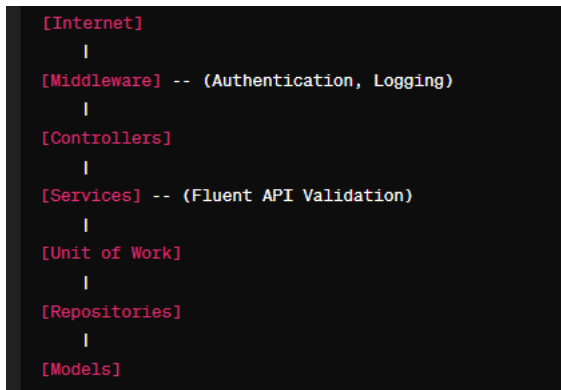 [Internet]
|
[Middleware] -- (Authentication, Logging)
|
[Controllers]
|
[Services] -- (Fluent API Validation)
|
[Unit of Work]
|
[Repositories]
|
[Models]